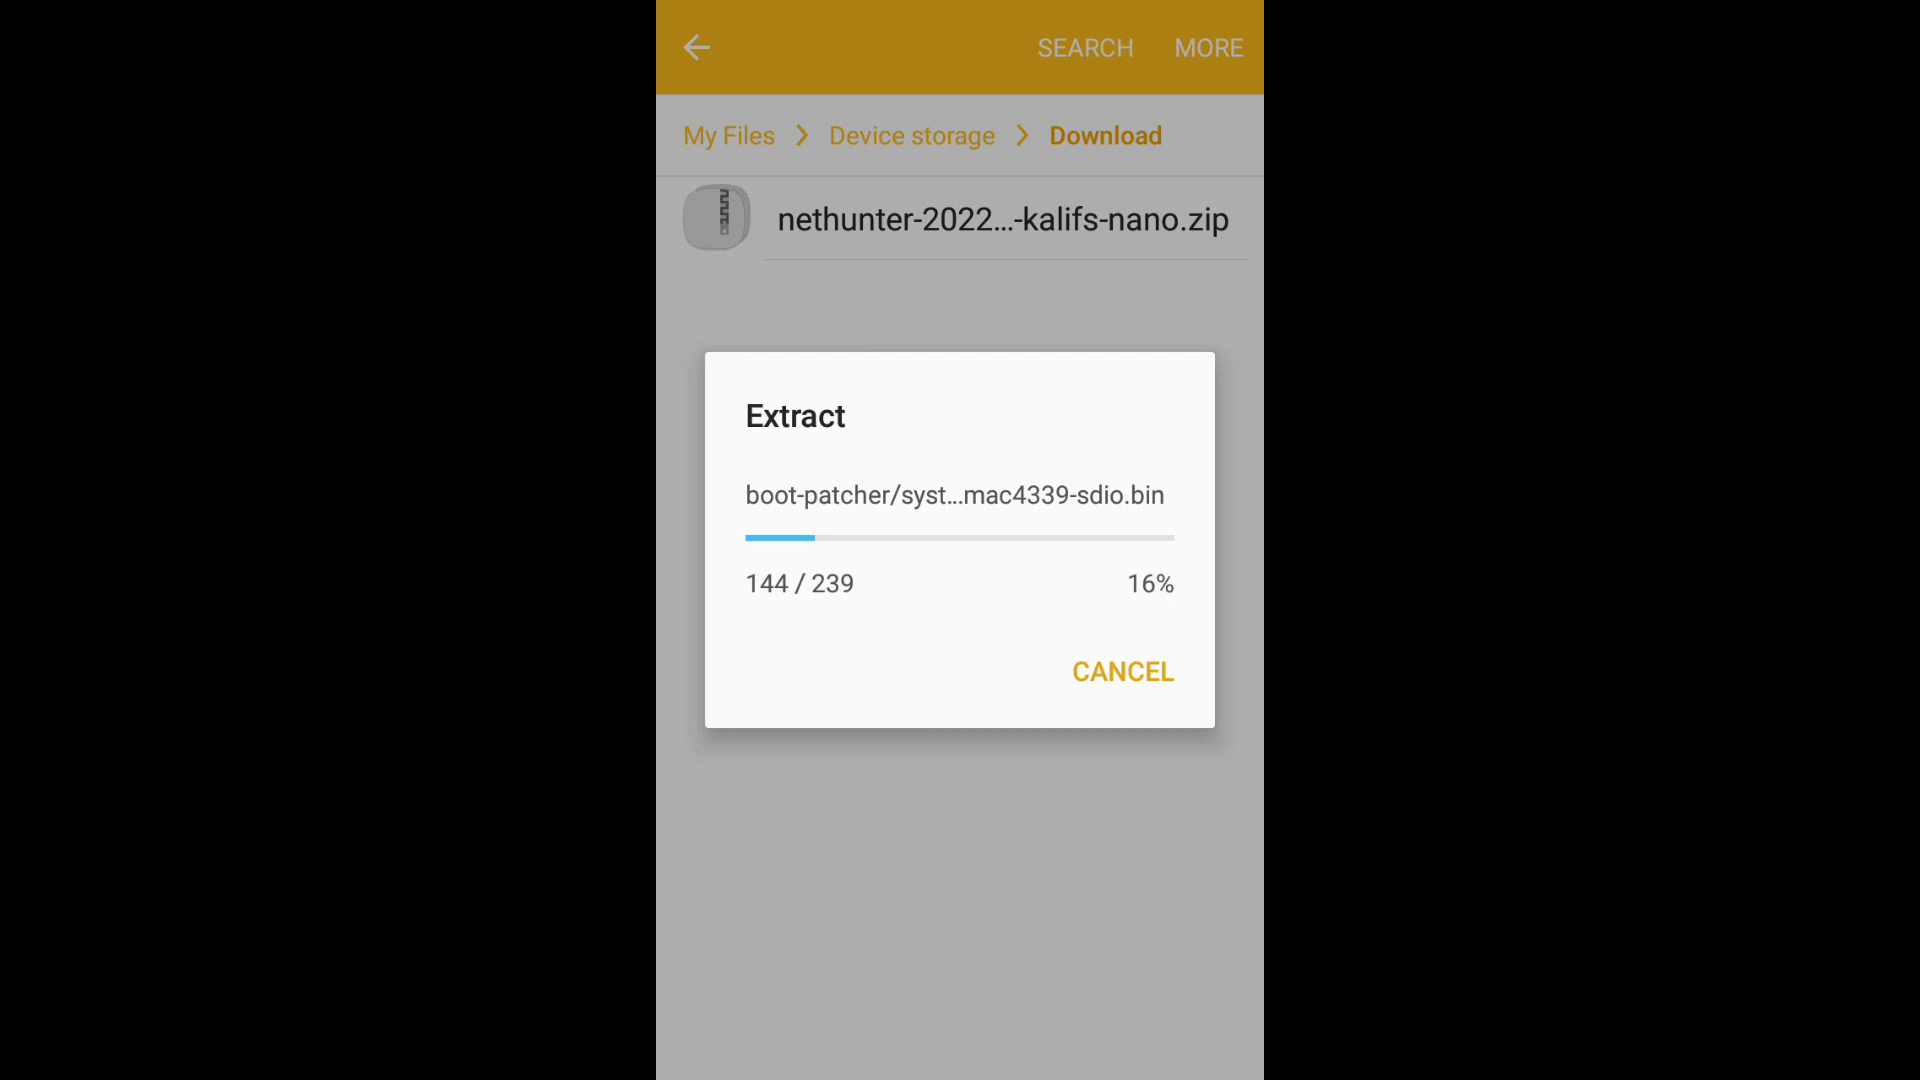 SEARCH MORE
My Files > Device storage > Download
nethunter-2022...-kalifs-nano.zip
Extract
boot-patcher/syst...mac4339-sdio.bin
144 / 239 16%
CANCEL